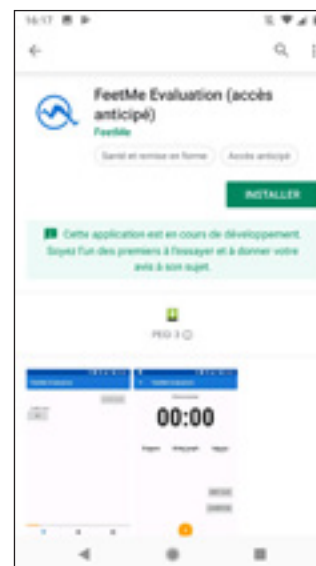 16:17
FeetMe Evaluation (accès
anticipé)
FeetMe
Santé et remise en forme
Accès anticipé
INSTALLER
Cette application est en cours de développement.
Soyez l'un des premiers à l'essayer et à donner votre
avis à son sujet.
PEGI 3
00:00